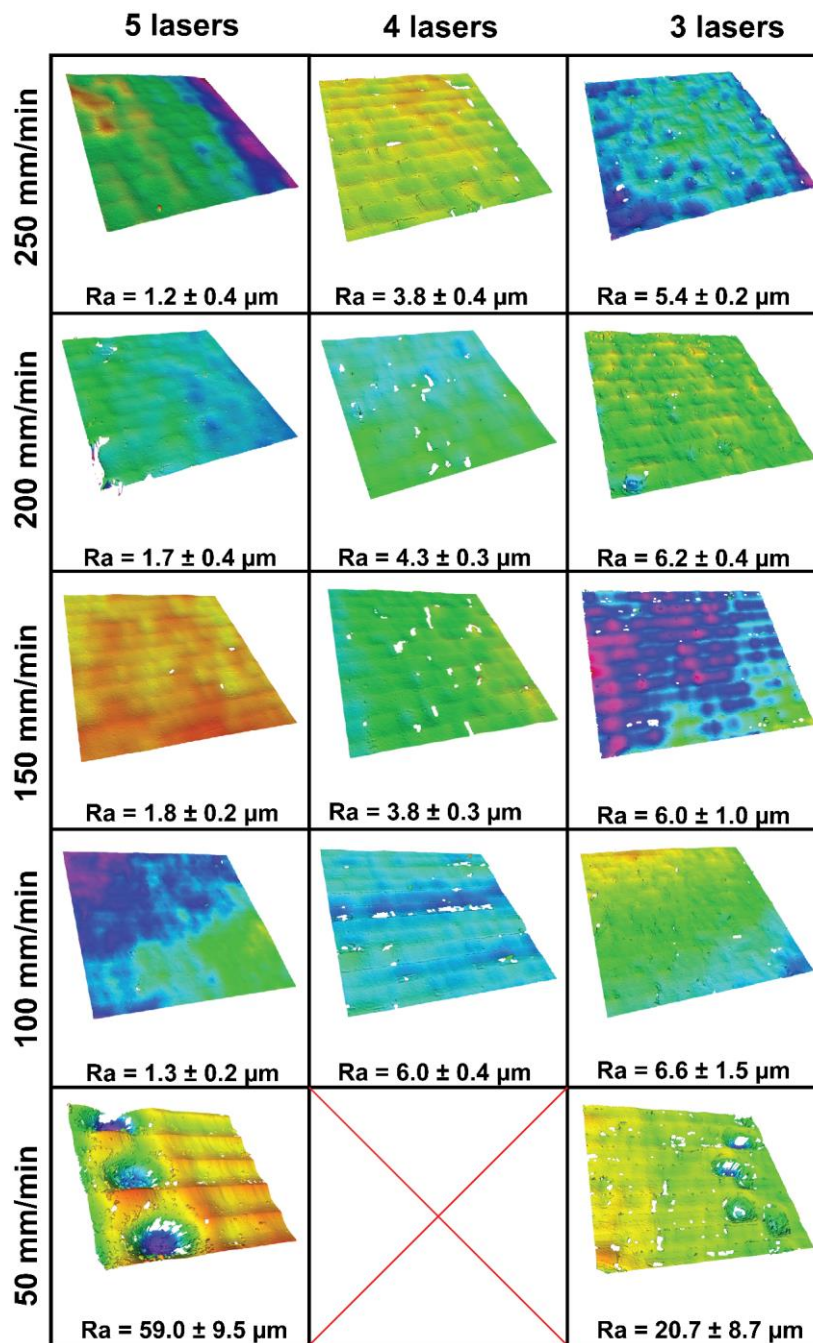 5 lasers 4 lasers 3 lasers
250 mm/min
Ra = 1.2 ± 0.4 µm Ra = 3.8 ± 0.4 µm Ra = 5.4 ± 0.2 µm
200 mm/min
Ra = 1.7 ± 0.4 µm Ra = 4.3 ± 0.3 µm Ra = 6.2 ± 0.4 µm
150 mm/min
Ra = 1.8 ± 0.2 µm Ra = 3.8 ± 0.3 µm Ra = 6.0 ± 1.0 µm
100 mm/min
Ra = 1.3 ± 0.2 µm Ra = 6.0 ± 0.4 µm Ra = 6.6 ± 1.5 µm
50 mm/min
Ra = 59.0 ± 9.5 µm Ra = 20.7 ± 8.7 µm